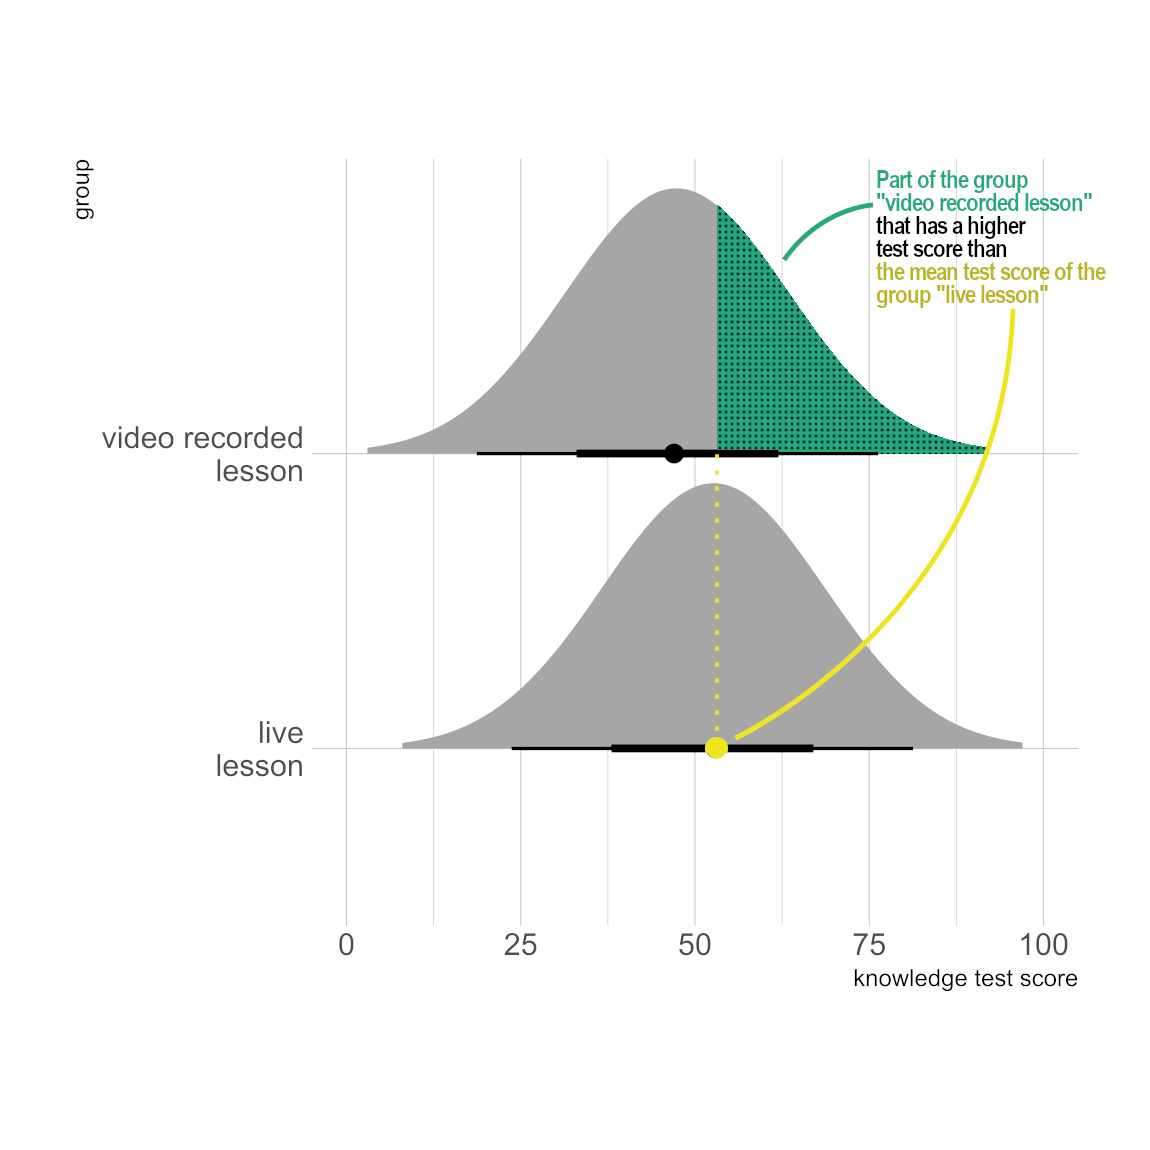 group
Part of the group
"video recorded lesson"
that has a higher
test score than
the mean test score of the
group "live lesson"
video recorded
lesson
live
lesson
0 25 50 75 100
knowledge test score